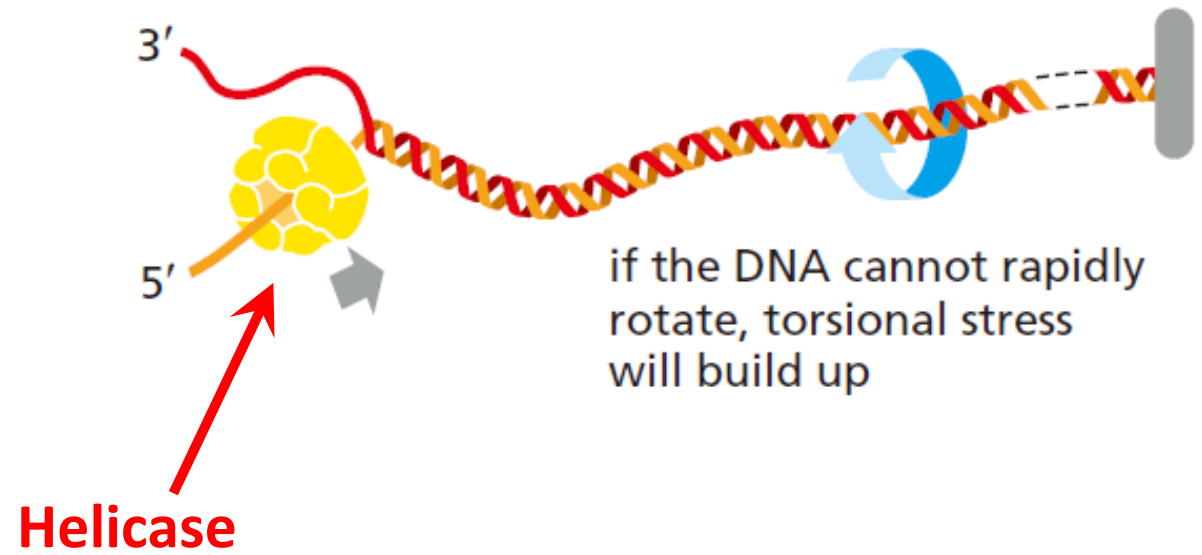 3′
5′
if the DNA cannot rapidly
rotate, torsional stress
will build up
Helicase